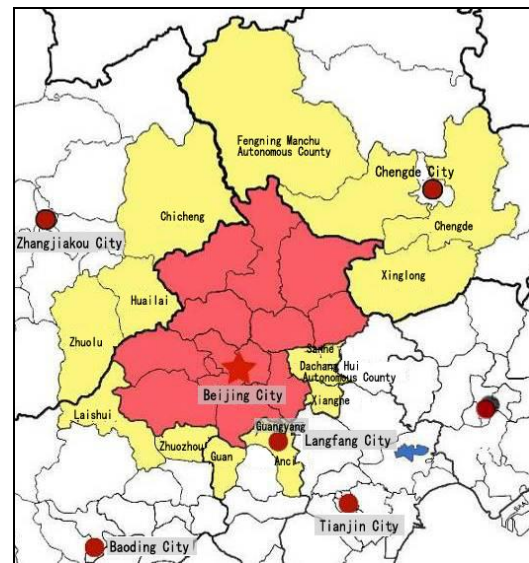 Fengning Manchu
Autonomous County
Chengde City
Chicheng
Chengde
Zhangjiakou City
Xinglong
Huailai
Zhuolu
Sanhe
Dachang Hui
Autonomous County
Beijing City
Xianghe
Laishui
Guangyang
Langfang City
Zhuozhou
Guan
Anci
Tianjin City
Baoding City